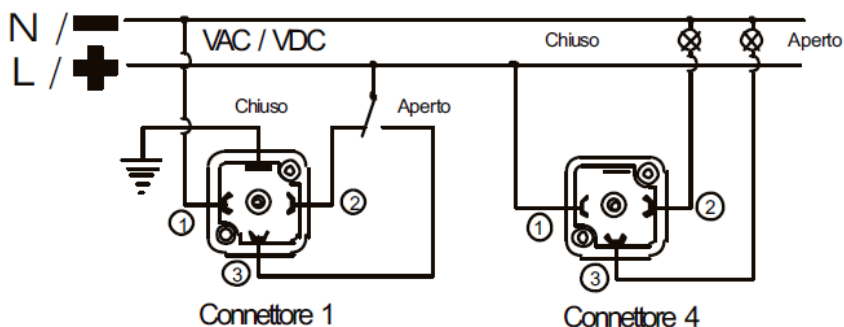 N / −
VAC / VDC
Chiuso
Aperto
L / +
Chiuso
Aperto
1
2
3
1
2
3
Connettore 1
Connettore 4